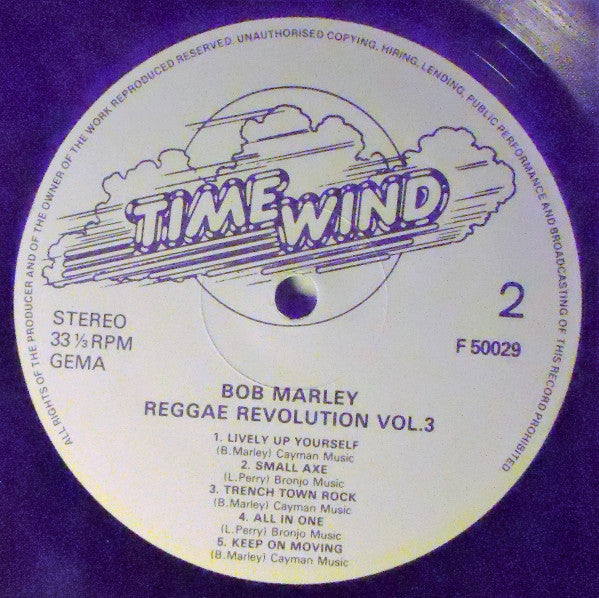 ALL RIGHTS OF THE PRODUCER AND OF THE OWNER OF THE WORK REPRODUCED RESERVED. UNAUTHORISED COPYING, HIRING, LENDING, PUBLIC PERFORMANCE AND BROADCASTING OF THIS RECORD PROHIBITED
TIME WIND
STEREO
33 1/3 RPM
GEMA
2
F 50029
BOB MARLEY
REGGAE REVOLUTION VOL.3
1. LIVELY UP YOURSELF
(B.Marley) Cayman Music
2. SMALL AXE
(L.Perry) Bronjo Music
3. TRENCH TOWN ROCK
(B.Marley) Cayman Music
4. ALL IN ONE
(L.Perry) Bronjo Music
5. KEEP ON MOVING
(B.Marley) Cayman Music